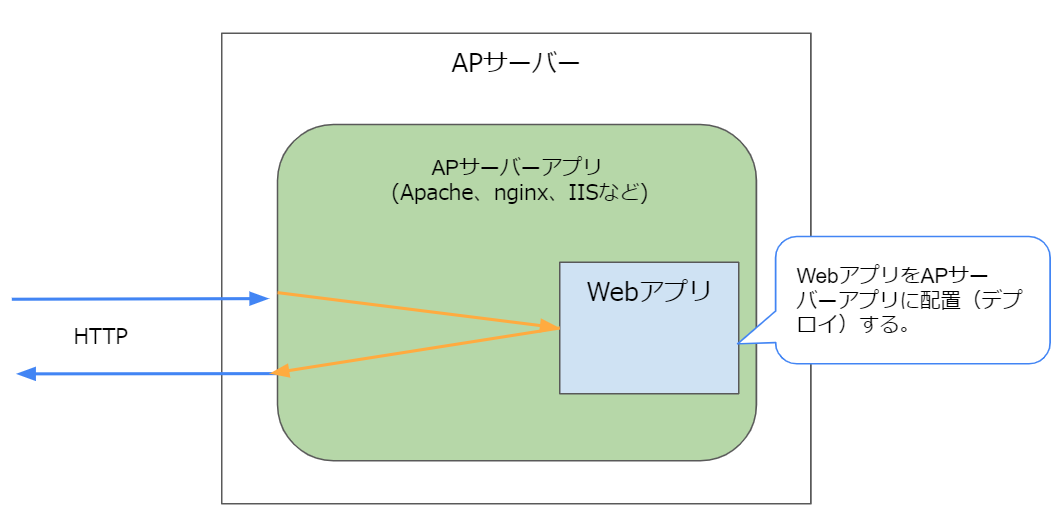 APサーバー
APサーバーアプリ
(Apache、nginx、IISなど)
Webアプリ
WebアプリをAPサー
バーアプリに配置（デプ
ロイ）する。
HTTP